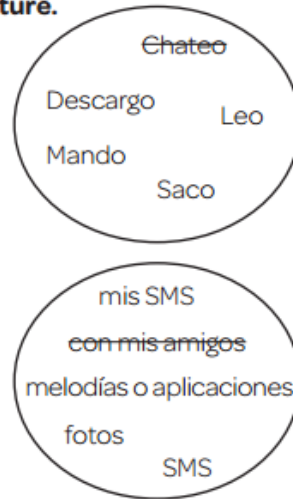 ture.
Chateo
Descargo
Leo
Mando
Saco
mis SMS
con mis amigos
melodías o aplicaciones
fotos
SMS